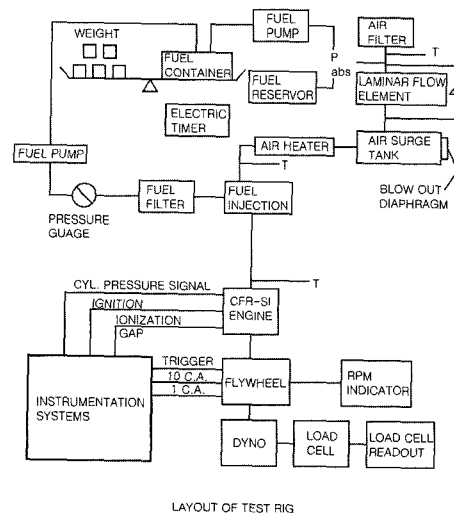 FUEL
PUMP
AIR
FILTER
WEIGHT
FUEL
CONTAINER
P
abs
T
FUEL
RESERVOIR
LAMINAR FLOW
ELEMENT
ELECTRIC
TIMER
AIR HEATER
AIR SURGE
TANK
FUEL PUMP
T
BLOW OUT
DIAPHRAGM
FUEL
FILTER
FUEL
INJECTION
PRESSURE
GUAGE
T
CYL. PRESSURE SIGNAL
IGNITION
IONIZATION
GAP
CFR-SI
ENGINE
TRIGGER
10 C.A.
1 C.A.
FLYWHEEL
RPM
INDICATOR
INSTRUMENTATION
SYSTEMS
DYNO
LOAD
CELL
LOAD CELL
READOUT
LAYOUT OF TEST RIG